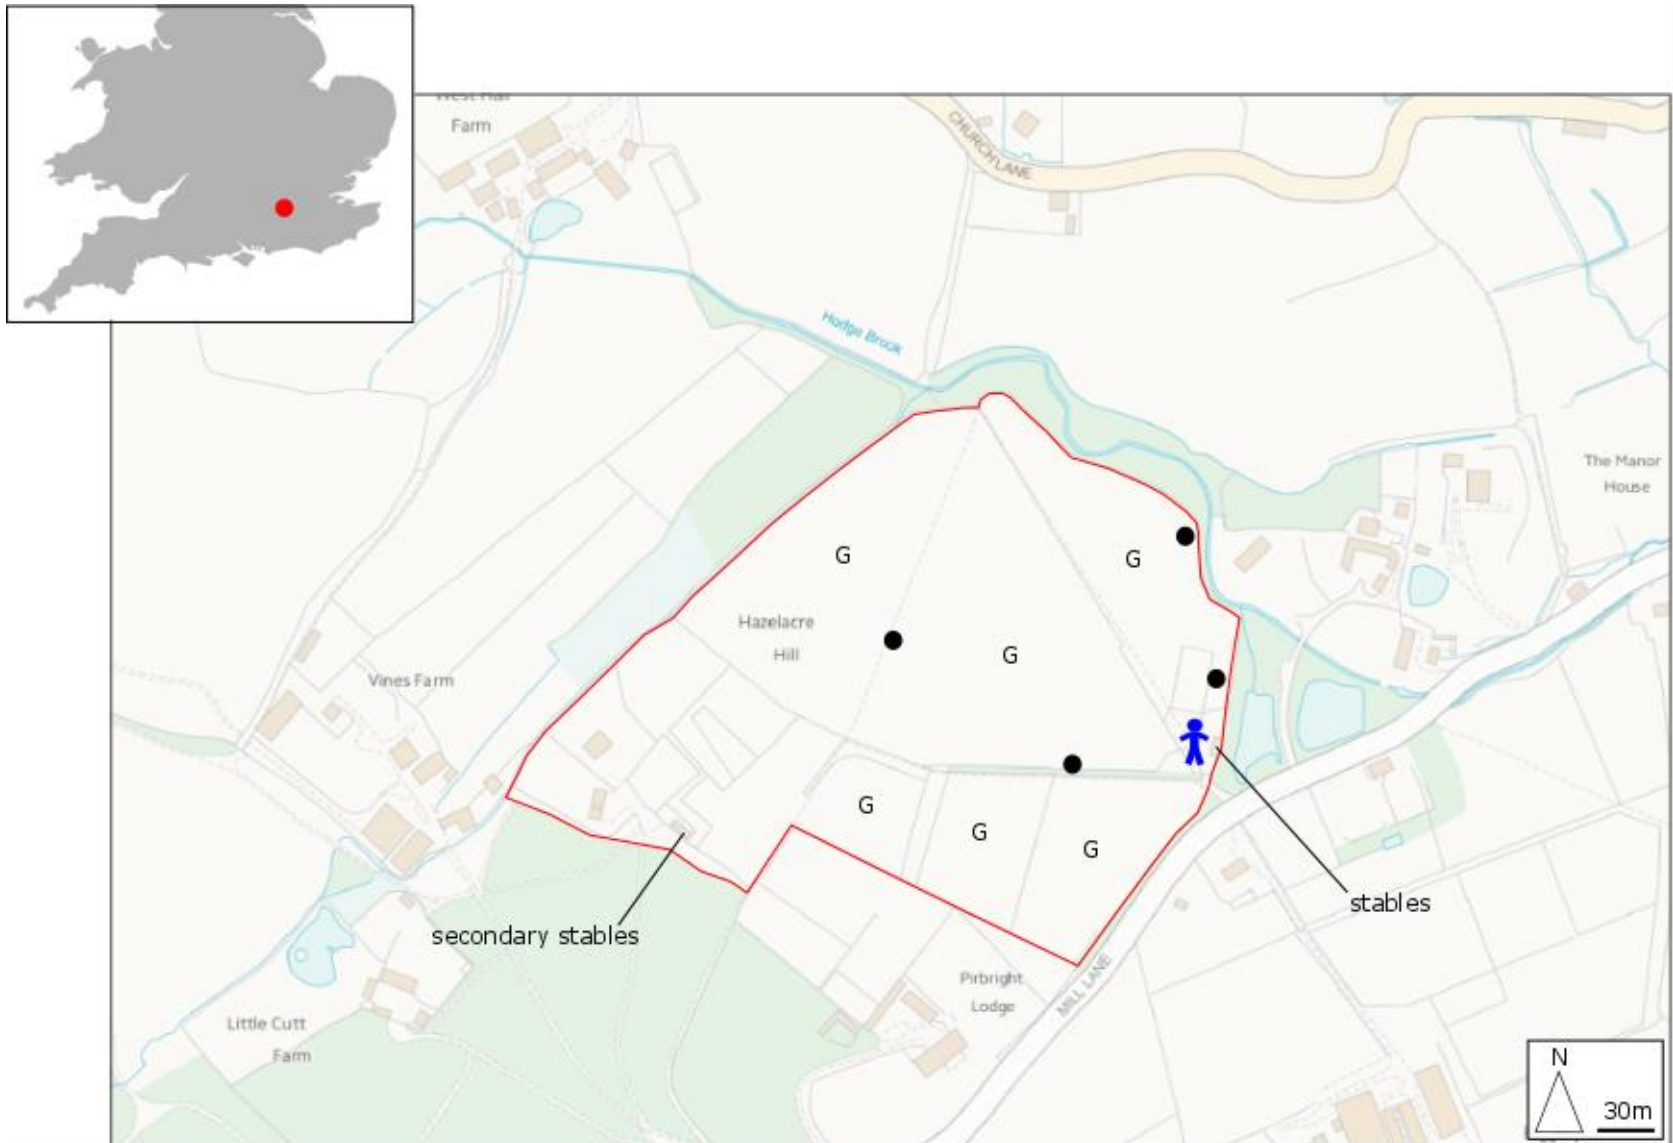 Farm
CHURCH LANE
Hodge Brook
The Manor
House
G
G
Hazelacre
Hill
G
Vines Farm
G
G
G
stables
secondary stables
Pirbright
Lodge
MILL LANE
Little Cutt
Farm
N
30m